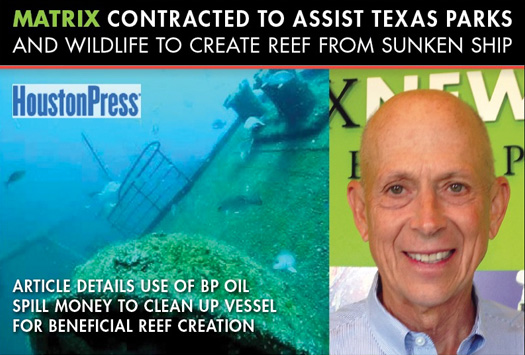 MATRIX CONTRACTED TO ASSIST TEXAS PARKS
AND WILDLIFE TO CREATE REEF FROM SUNKEN SHIP
HoustonPress
XNEW
P
ARTICLE DETAILS USE OF BP OIL
SPILL MONEY TO CLEAN UP VESSEL
FOR BENEFICIAL REEF CREATION